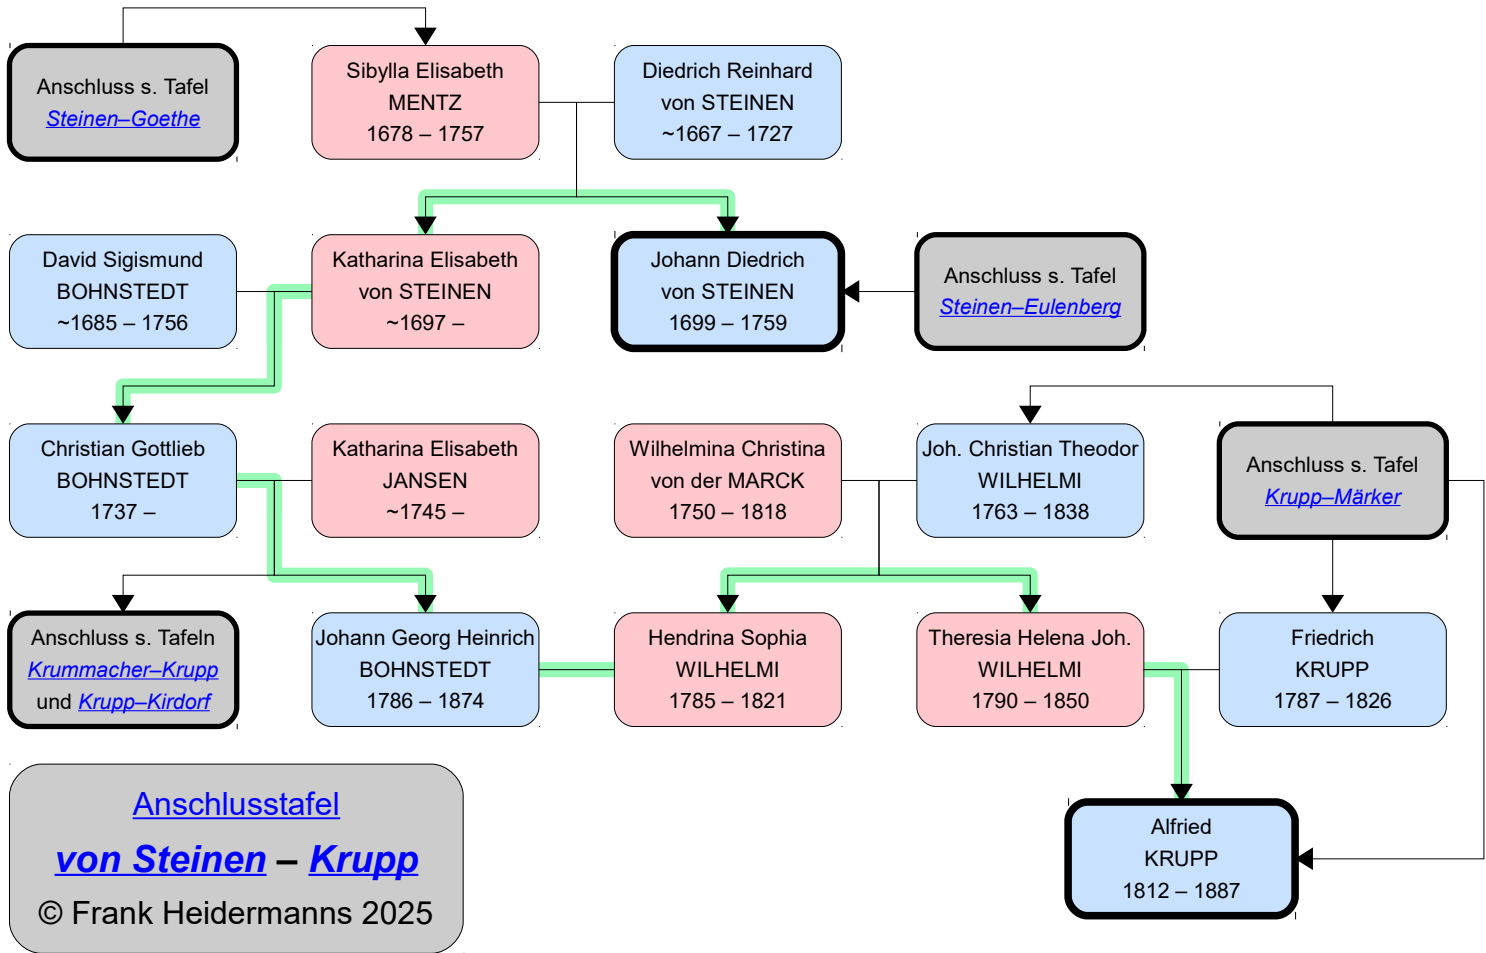 Anschluss s. Tafel
Steinen–Goethe
Sibylla Elisabeth
MENTZ
1678 – 1757
Diedrich Reinhard
von STEINEN
~1667 – 1727
David Sigismund
BOHNSTEDT
~1685 – 1756
Katharina Elisabeth
von STEINEN
~1697 –
Johann Diedrich
von STEINEN
1699 – 1759
Anschluss s. Tafel
Steinen–Eulenberg
Christian Gottlieb
BOHNSTEDT
1737 –
Katharina Elisabeth
JANSEN
~1745 –
Wilhelmina Christina
von der MARCK
1750 – 1818
Joh. Christian Theodor
WILHELMI
1763 – 1838
Anschluss s. Tafel
Krupp–Märker
Anschluss s. Tafeln
Krummacher–Krupp
und Krupp–Kirdorf
Johann Georg Heinrich
BOHNSTEDT
1786 – 1874
Hendrina Sophia
WILHELMI
1785 – 1821
Theresia Helena Joh.
WILHELMI
1790 – 1850
Friedrich
KRUPP
1787 – 1826
Anschlusstafel
von Steinen – Krupp
© Frank Heidermanns 2025
Alfried
KRUPP
1812 – 1887